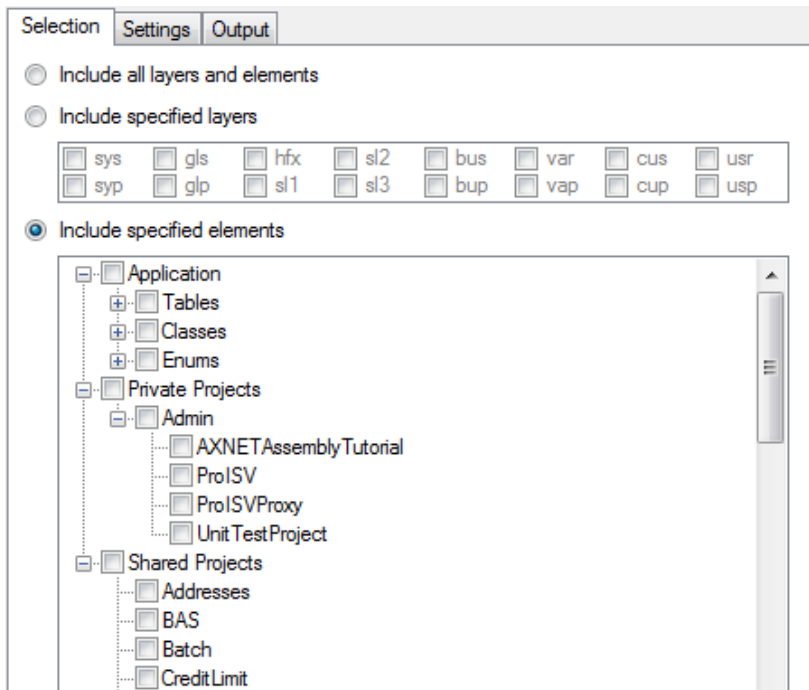 Selection Settings Output
Include all layers and elements
Include specified layers
sys gls hfx sl2 bus var cus usr
syp glp sl1 sl3 bup vap cup usp
Include specified elements
Application
Tables
Classes
Enums
Private Projects
Admin
AXNETAssemblyTutorial
ProISV
ProISVProxy
UnitTestProject
Shared Projects
Addresses
BAS
Batch
CreditLimit